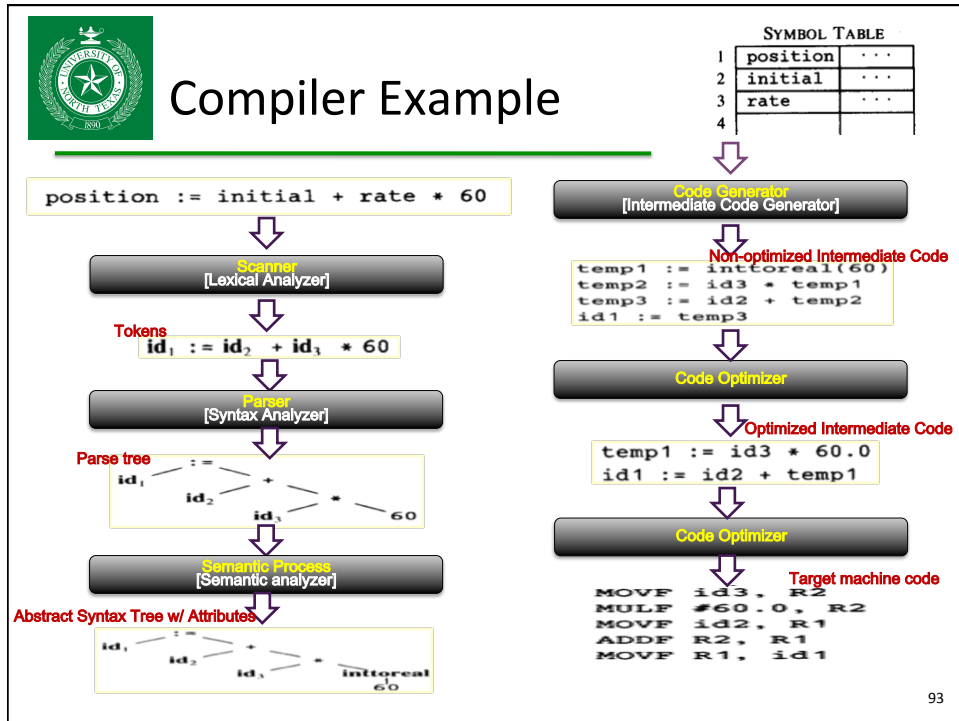 UNIVERSITY OF NORTH TEXAS
1890
Compiler Example
SYMBOL TABLE
1 position ...
2 initial ...
3 rate ...
4
position := initial + rate * 60
Scanner
[Lexical Analyzer]
Tokens
id₁ := id₂ + id₃ * 60
Parser
[Syntax Analyzer]
Parse tree
:=
id₁ +
id₂ *
id₃ 60
Semantic Process
[Semantic analyzer]
Abstract Syntax Tree w/ Attributes
:=
id₁ +
id₂ *
id₃ inttoreal
60
Code Generator
[Intermediate Code Generator]
Non-optimized Intermediate Code
temp1 := inttoreal(60)
temp2 := id3 * temp1
temp3 := id2 + temp2
id1 := temp3
Code Optimizer
Optimized Intermediate Code
temp1 := id3 * 60.0
id1 := id2 + temp1
Code Optimizer
Target machine code
MOVF id3, R2
MULF #60.0, R2
MOVF id2, R1
ADDF R2, R1
MOVF R1, id1
93